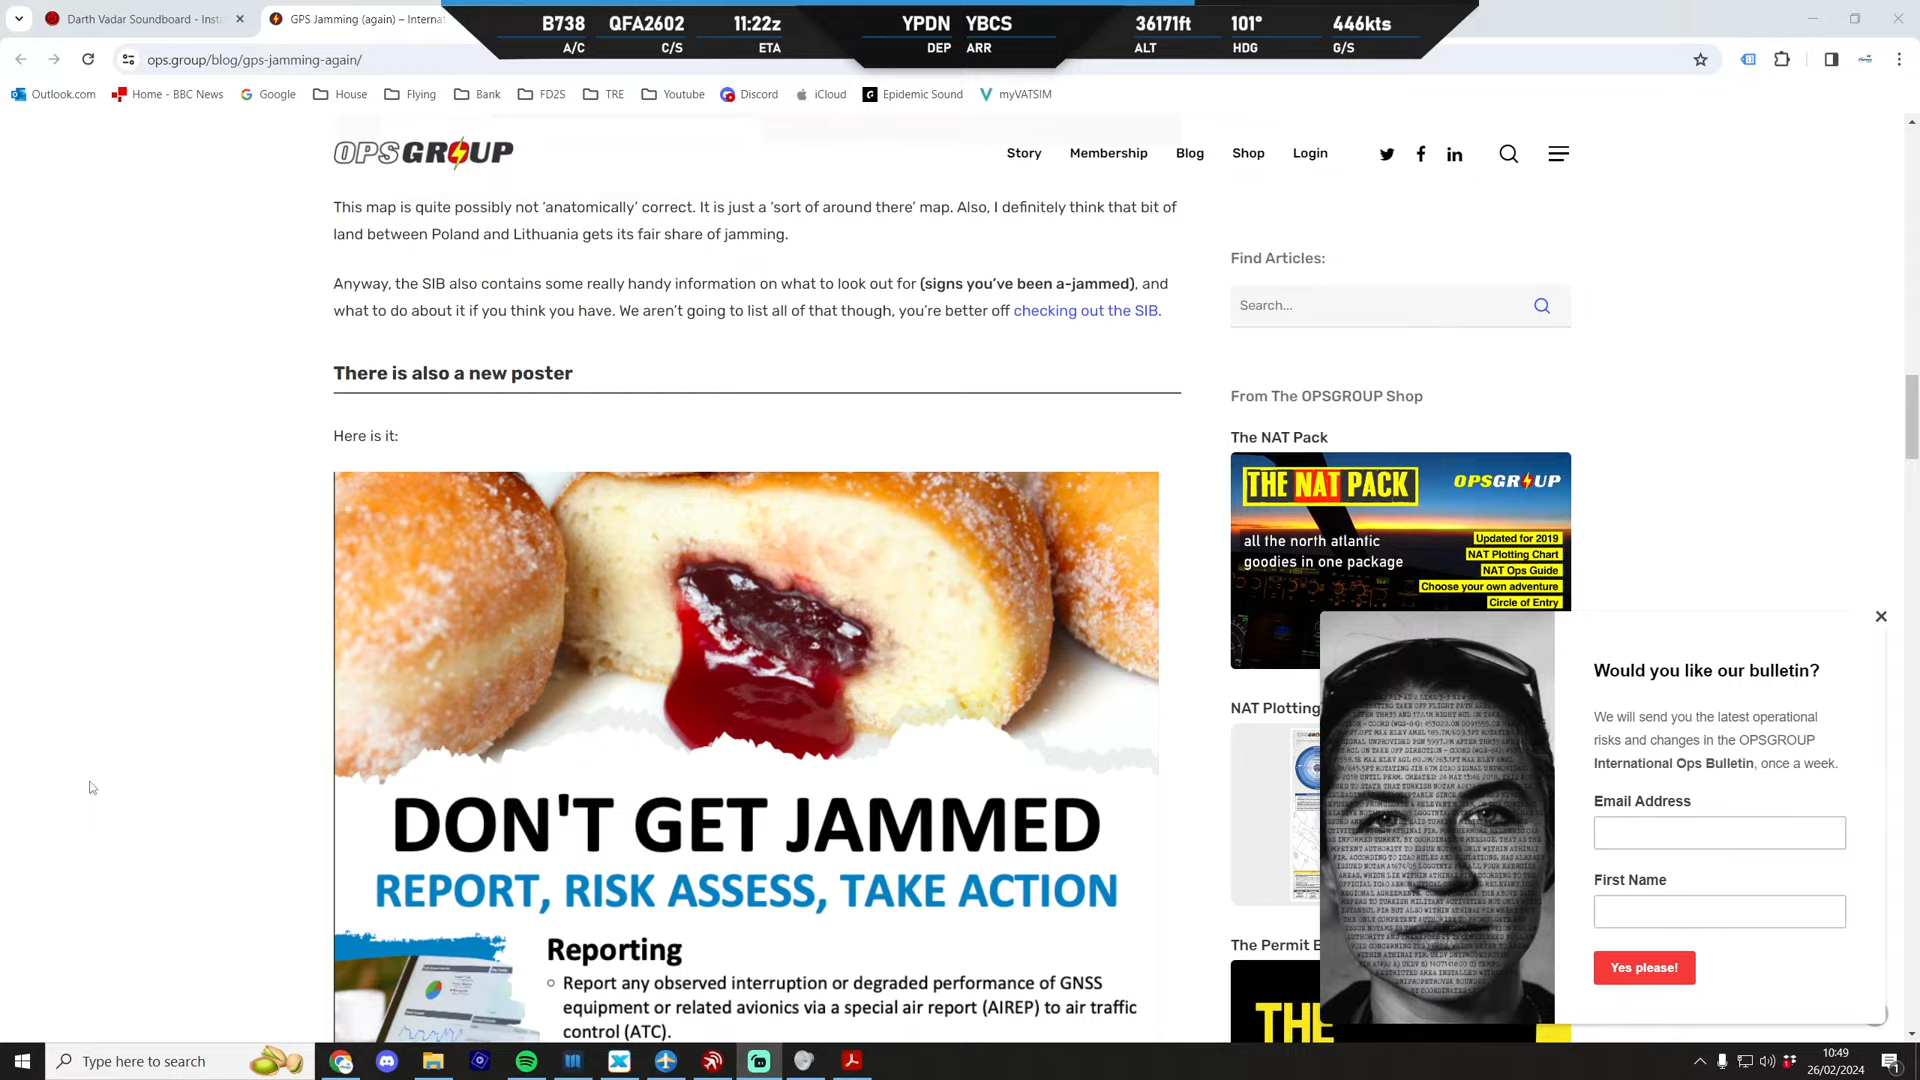 Darth Vadar Soundboard - Insta
GPS Jamming (again) – Interna
B738 QFA2602 11:22z YPDN YBCS 36171ft 101° 446kts
A/C C/S ETA DEP ARR ALT HDG G/S
ops.group/blog/gps-jamming-again/
Outlook.com Home - BBC News Google House Flying Bank FD2S TRE Youtube Discord iCloud Epidemic Sound myVATSIM
OPSGROUP
Story Membership Blog Shop Login
This map is quite possibly not ‘anatomically’ correct. It is just a ‘sort of around there’ map. Also, I definitely think that bit of
land between Poland and Lithuania gets its fair share of jamming.
Anyway, the SIB also contains some really handy information on what to look out for (signs you’ve been a-jammed), and
what to do about it if you think you have. We aren’t going to list all of that though, you’re better off checking out the SIB.
There is also a new poster
Here is it:
DON'T GET JAMMED
REPORT, RISK ASSESS, TAKE ACTION
Reporting
Report any observed interruption or degraded performance of GNSS
equipment or related avionics via a special air report (AIREP) to air traffic
control (ATC).
Find Articles:
Search...
From The OPSGROUP Shop
The NAT Pack
THE NAT PACK OPSGROUP
all the north atlantic
goodies in one package
Updated for 2019
NAT Plotting Chart
NAT Ops Guide
Choose your own adventure
Circle of Entry
NAT Plotting
The Permit B
THE
Would you like our bulletin?
We will send you the latest operational
risks and changes in the OPSGROUP
International Ops Bulletin, once a week.
Email Address
First Name
Yes please!
Type here to search
10:49
26/02/2024
1